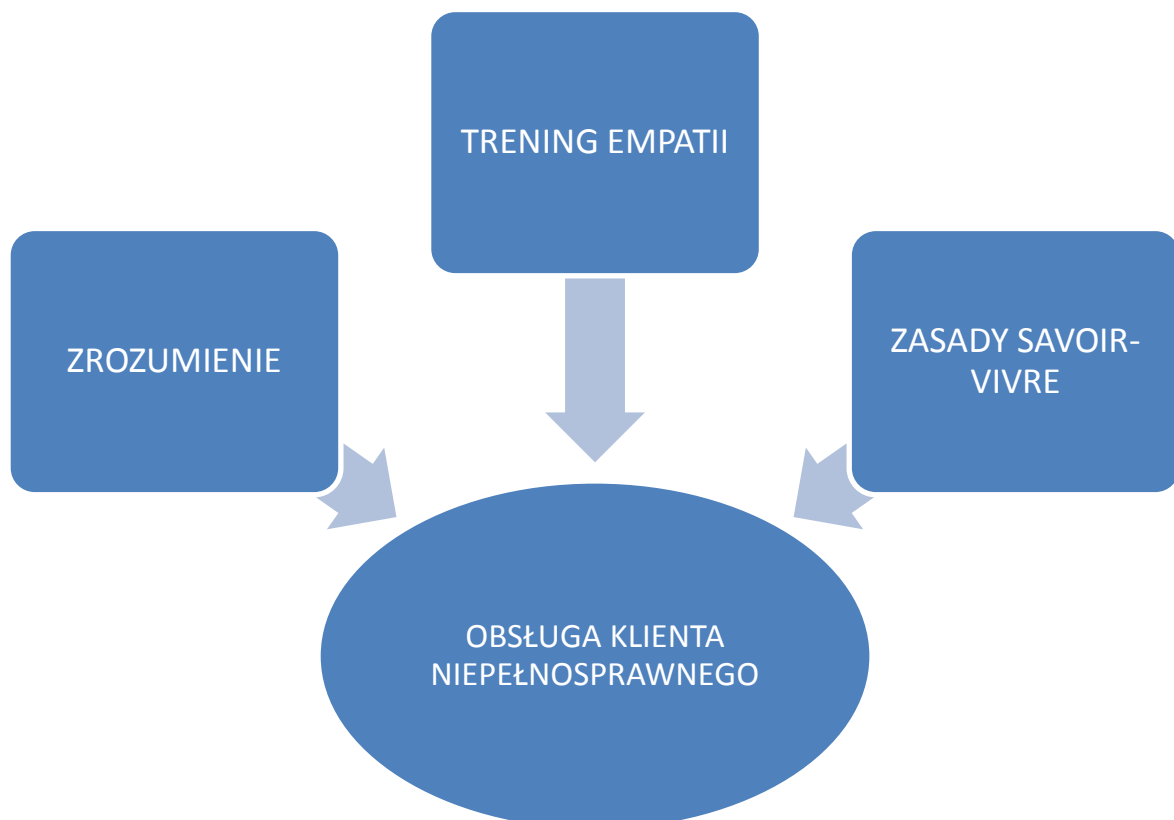 TRENING EMPATII
ZROZUMIENIE
ZASADY SAVOIR-
VIVRE
OBSŁUGA KLIENTA
NIEPEŁNOSPRAWNEGO